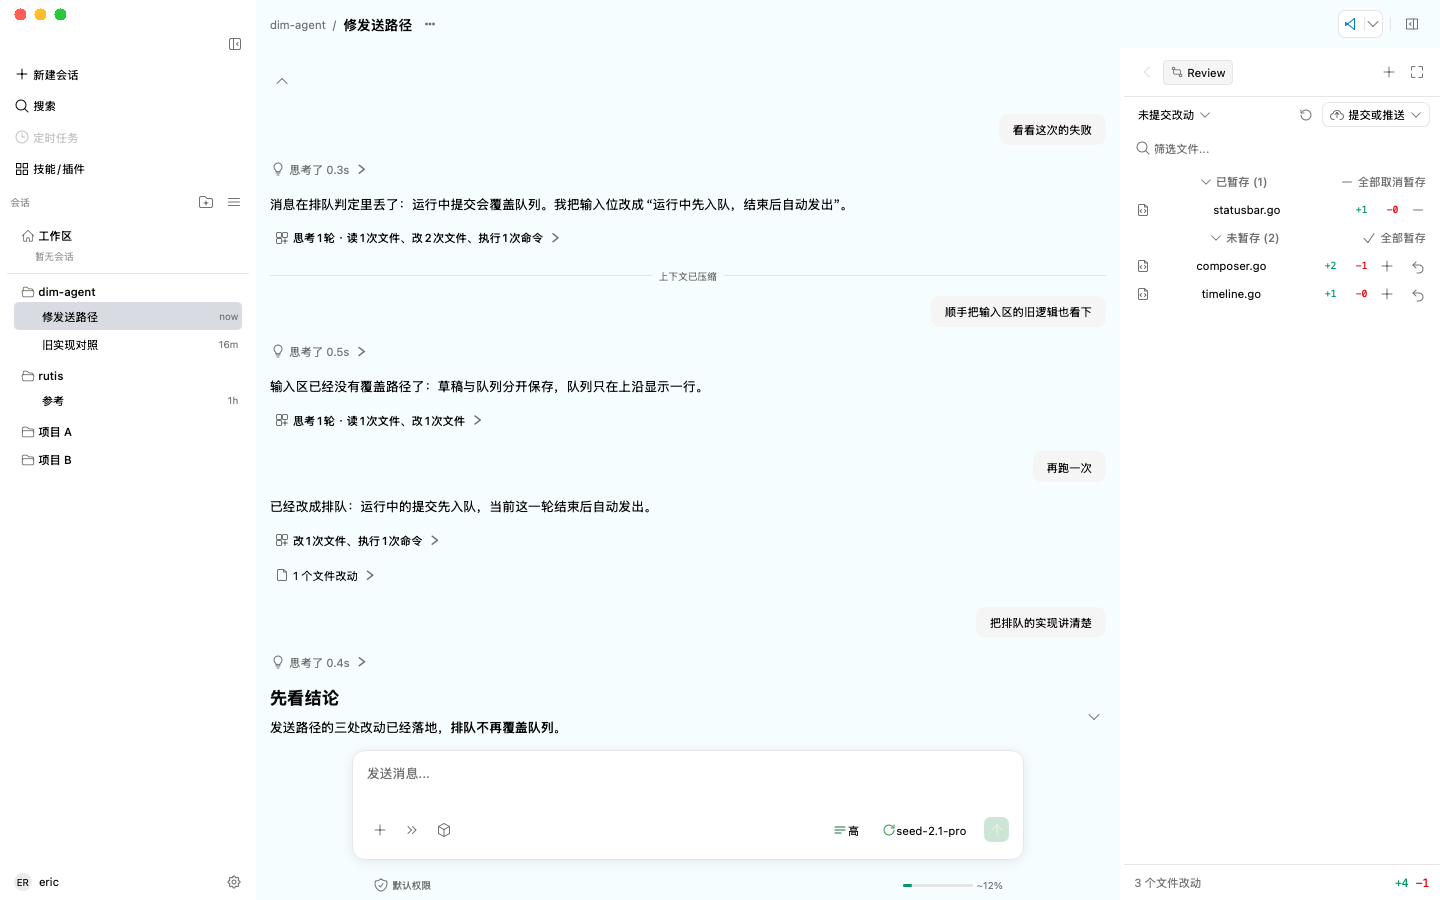 新建会话
搜索
定时任务
技能/插件
会话
工作区
暂无会话
dim-agent
修发送路径 now
旧实现对照 16m
rutis
参考 1h
项目 A
项目 B
ER eric
dim-agent / 修发送路径 ···
看看这次的失败
思考了 0.3s
消息在排队判定里丢了：运行中提交会覆盖队列。我把输入位改成“运行中先入队，结束后自动发出”。
思考1轮 · 读1次文件、改2次文件、执行1次命令
上下文已压缩
顺手把输入区的旧逻辑也看下
思考了 0.5s
输入区已经没有覆盖路径了：草稿与队列分开保存，队列只在上沿显示一行。
思考1轮 · 读1次文件、改1次文件
再跑一次
已经改成排队：运行中的提交先入队，当前这一轮结束后自动发出。
改1次文件、执行1次命令
1个文件改动
把排队的实现讲清楚
思考了 0.4s
先看结论
发送路径的三处改动已经落地，排队不再覆盖队列。
发送消息...
高 seed-2.1-pro
默认权限 ~12%
Review
未提交改动 提交或推送
筛选文件...
已暂存 (1) 全部取消暂存
statusbar.go +1 −0
未暂存 (2) 全部暂存
composer.go +2 −1
timeline.go +1 −0
3 个文件改动 +4 −1